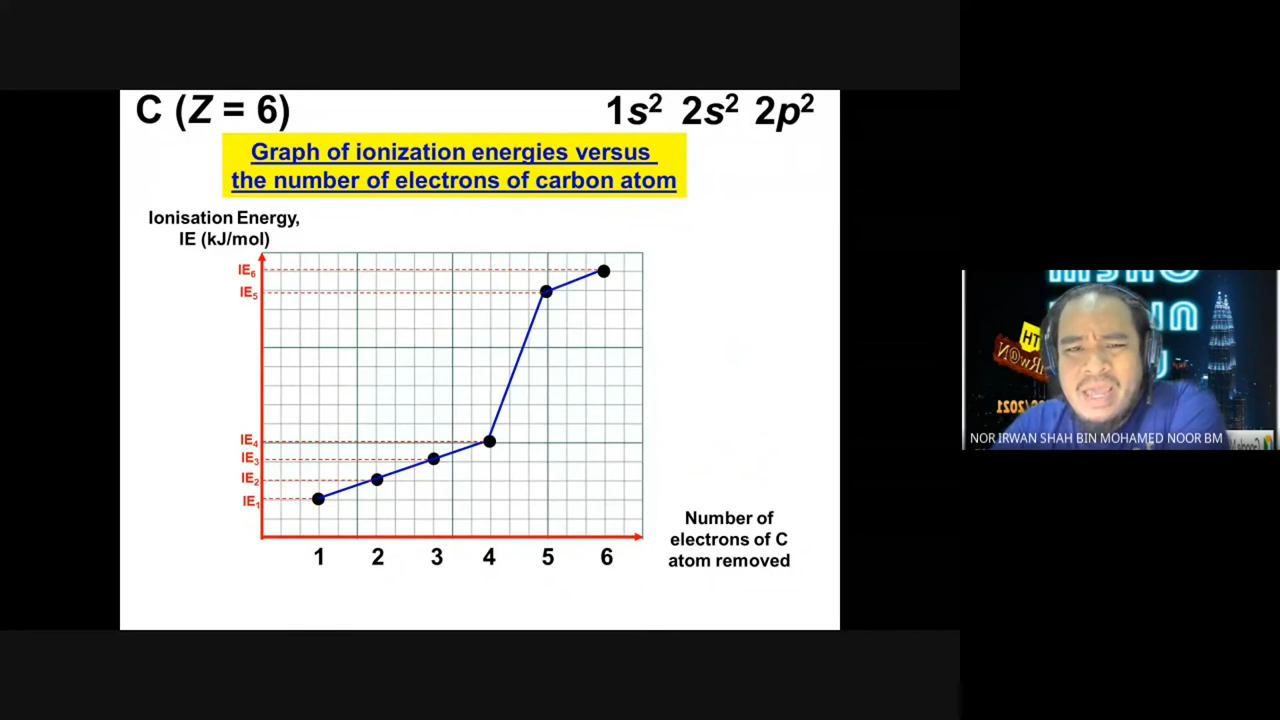 C (Z = 6)
1s² 2s² 2p²
Graph of ionization energies versus
the number of electrons of carbon atom
Ionisation Energy,
IE (kJ/mol)
IE₆
IE₅
IE₄
IE₃
IE₂
IE₁
1 2 3 4 5 6
Number of
electrons of C
atom removed
NOR IRWAN SHAH BIN MOHAMED NOOR BM